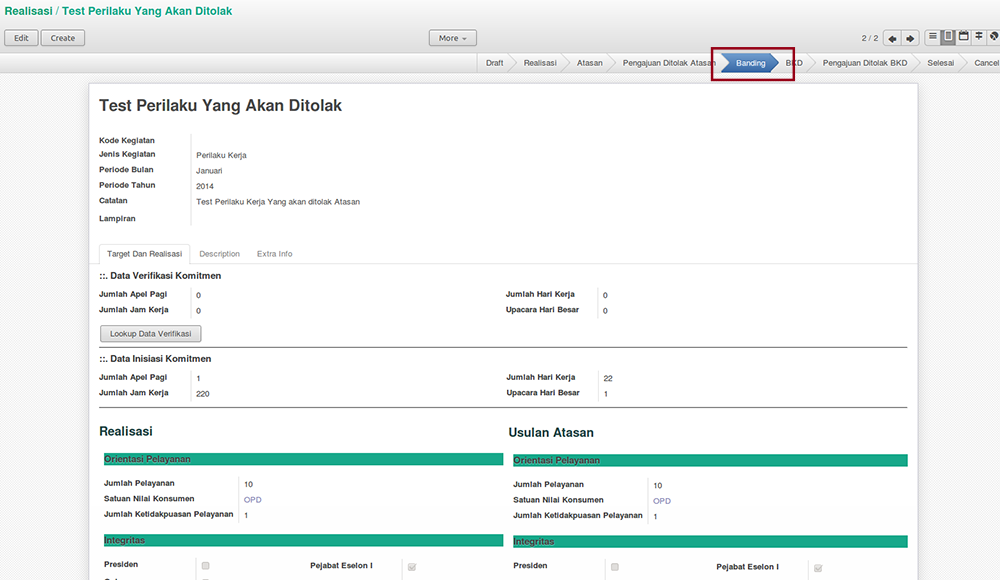 Realisasi / Test Perilaku Yang Akan Ditolak
Edit Create More 2 / 2
Draft Realisasi Atasan Pengajuan Ditolak Atasan Banding BKD Pengajuan Ditolak BKD Selesai Cancel
Test Perilaku Yang Akan Ditolak
Kode Kegiatan
Jenis Kegiatan Perilaku Kerja
Periode Bulan Januari
Periode Tahun 2014
Catatan Test Perilaku Kerja Yang akan ditolak Atasan
Lampiran
Target Dan Realisasi Description Extra Info
::. Data Verifikasi Komitmen
Jumlah Apel Pagi 0 Jumlah Hari Kerja 0
Jumlah Jam Kerja 0 Upacara Hari Besar 0
Lookup Data Verifikasi
::. Data Inisiasi Komitmen
Jumlah Apel Pagi 1 Jumlah Hari Kerja 22
Jumlah Jam Kerja 220 Upacara Hari Besar 1
Realisasi Usulan Atasan
Orientasi Pelayanan Orientasi Pelayanan
Jumlah Pelayanan 10 Jumlah Pelayanan 10
Satuan Nilai Konsumen OPD Satuan Nilai Konsumen OPD
Jumlah Ketidakpuasan Pelayanan 1 Jumlah Ketidakpuasan Pelayanan 1
Integritas Integritas
Presiden Pejabat Eselon I Presiden Pejabat Eselon I